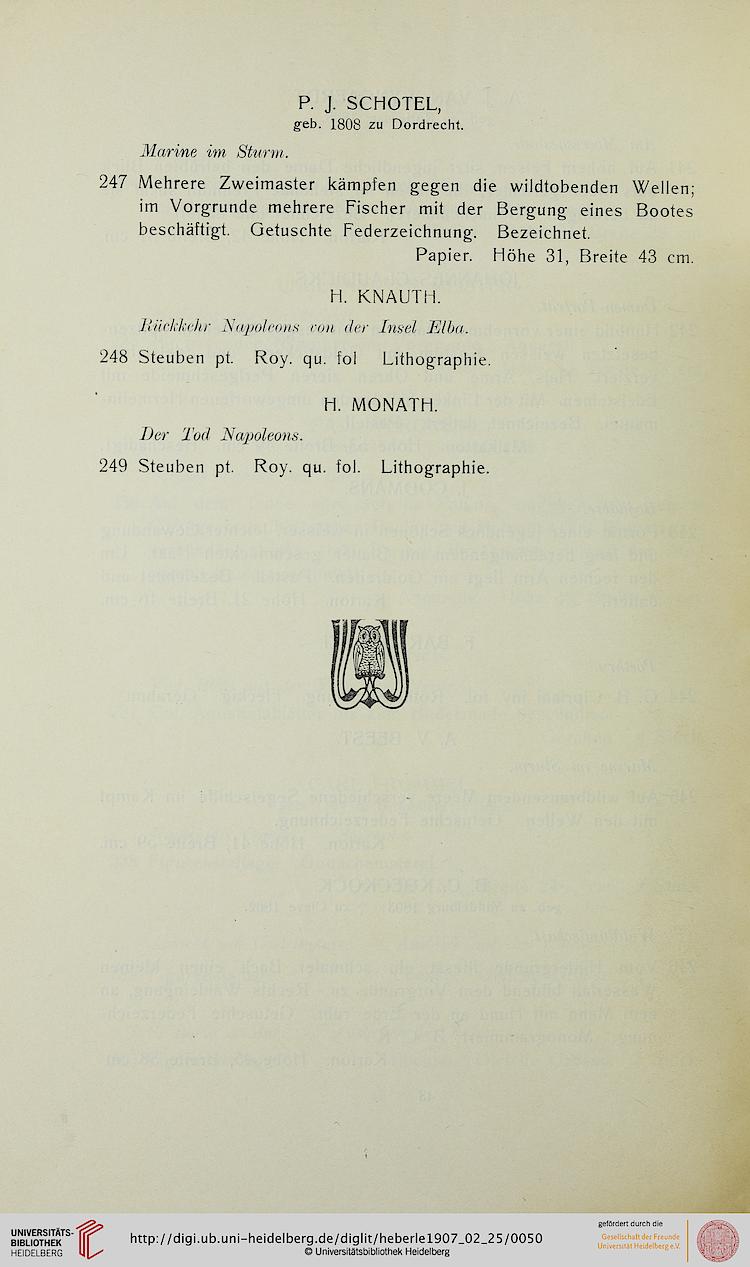 P. J. SCHOTEL,
geb. 1808 zu Dordrecht.
Marine im Sturm.
247 Mehrere Zweimaster kämpfen gegen die wildtobenden Wellen;
im Vorgrunde mehrere Fischer mit der Bergung eines Bootes
beschäftigt. Getuschte Federzeichnung. Bezeichnet.
Papier. Höhe 31, Breite 43 cm.
H. KNAUTH.
Rückkehr Napoleons von der Insel Elba.
248 Steuben pt. Roy. qu. fol Lithographie.
H. MONATH.
Der Tod Napoleons.
249 Steuben pt. Roy. qu. fol. Lithographie.
UNIVERSITÄTS-
BIBLIOTHEK
HEIDELBERG
http://digi.ub.uni-heidelberg.de/diglit/heberle1907_02_25/0050
© Universitätsbibliothek Heidelberg
gefördert durch die
Gesellschaft der Freunde
Universität Heidelberg e.V.